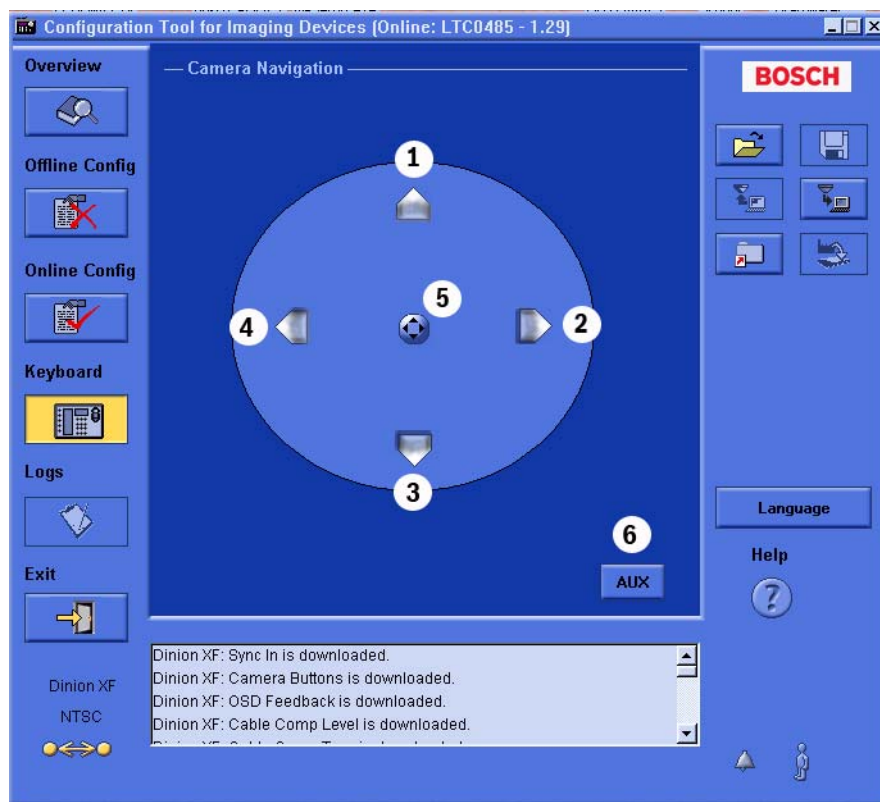 Configuration Tool for Imaging Devices (Online: LTC0485 - 1.29)
Overview
Offline Config
Online Config
Keyboard
Logs
Exit
Dinion XF
NTSC
Camera Navigation
1
2
3
4
5
6
AUX
Dinion XF: Sync In is downloaded.
Dinion XF: Camera Buttons is downloaded.
Dinion XF: OSD Feedback is downloaded.
Dinion XF: Cable Comp Level is downloaded.
BOSCH
Language
Help
?